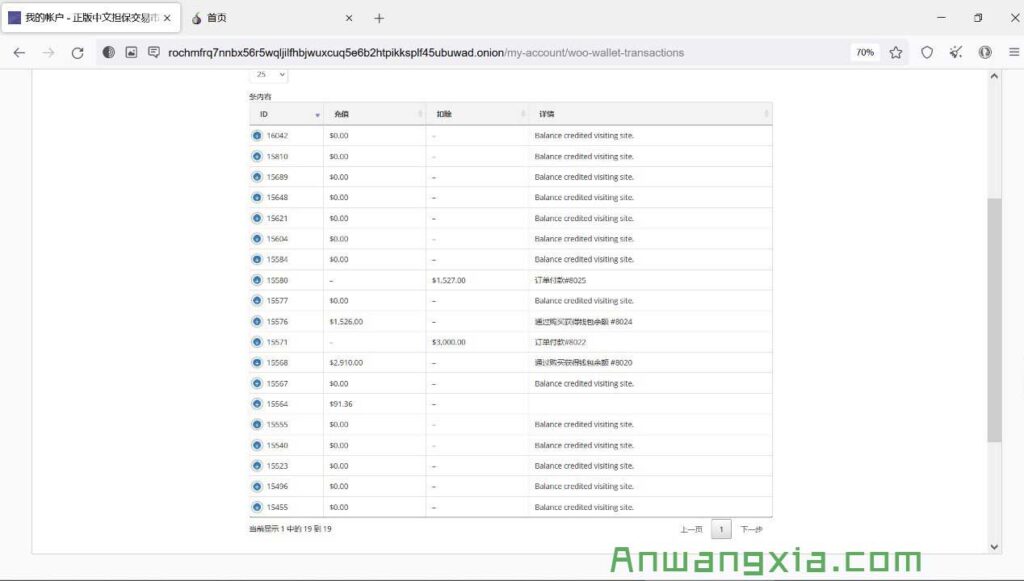 我的帐户 - 正版中文担保交易市
首页
rochmfrq7nnbx56r5wqljilfhbjwuxcuq5e6b2htpikksplf45ubuwad.onion/my-account/woo-wallet-transactions
70%
25
条内容
ID 充值 扣除 详情
16042 $0.00 – Balance credited visiting site.
15810 $0.00 – Balance credited visiting site.
15689 $0.00 – Balance credited visiting site.
15648 $0.00 – Balance credited visiting site.
15621 $0.00 – Balance credited visiting site.
15604 $0.00 – Balance credited visiting site.
15584 $0.00 – Balance credited visiting site.
15580 – $1,527.00 订单付款#8025
15577 $0.00 – Balance credited visiting site.
15576 $1,526.00 – 通过购买获得钱包余额 #8024
15571 – $3,000.00 订单付款#8022
15568 $2,910.00 – 通过购买获得钱包余额 #8020
15567 $0.00 – Balance credited visiting site.
15564 $91.36 –
15555 $0.00 – Balance credited visiting site.
15540 $0.00 – Balance credited visiting site.
15523 $0.00 – Balance credited visiting site.
15496 $0.00 – Balance credited visiting site.
15455 $0.00 – Balance credited visiting site.
当前显示 1 中的 19 到 19 上一页 1 下一步
Anwangxia.com